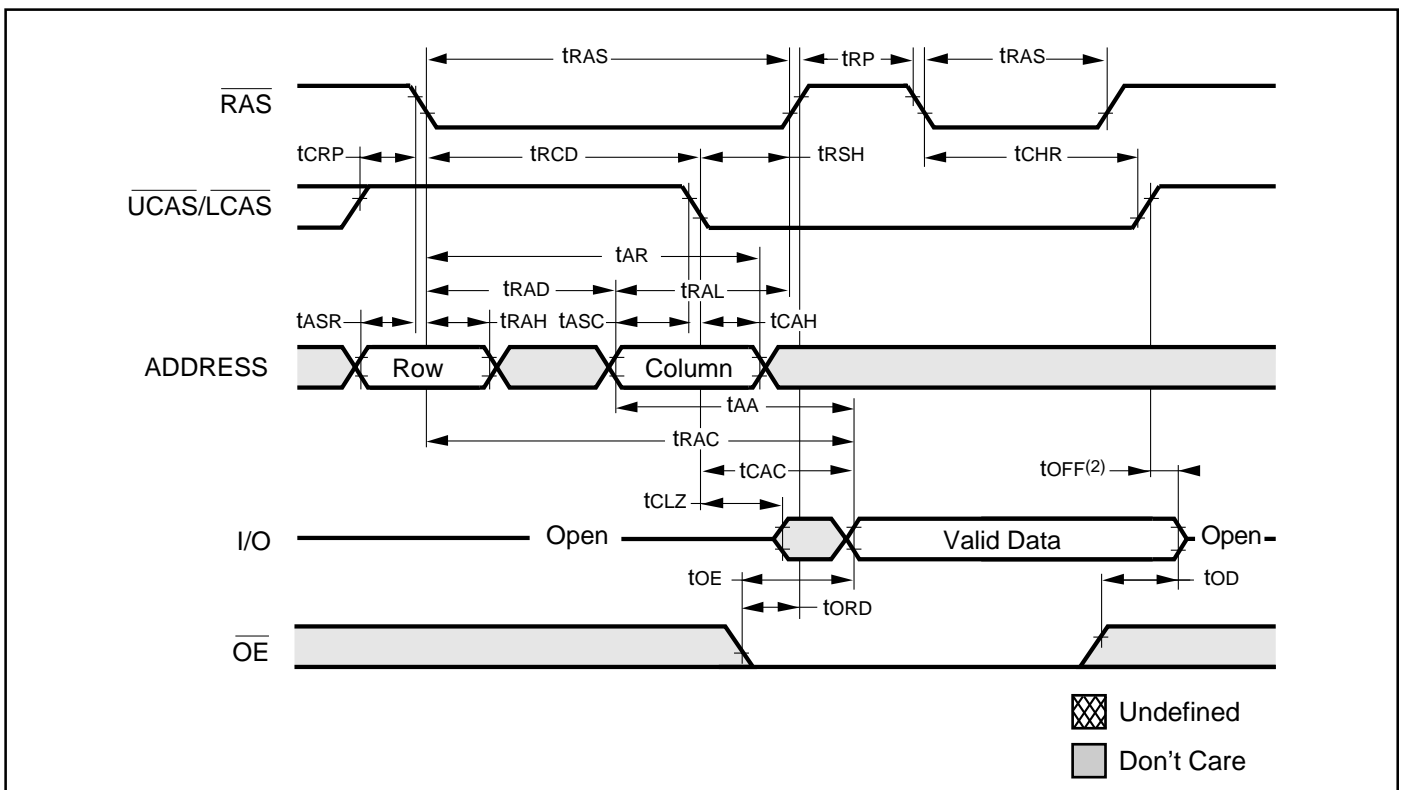 tRAS tRP tRAS
RAS
tCRP tRCD tRSH tCHR
UCAS/LCAS
tAR
tRAD tRAL
tASR tRAH tASC tCAH
ADDRESS Row Column
tAA
tRAC
tCAC tOFF(2)
tCLZ
I/O Open Valid Data Open
tOE tOD
tORD
OE
Undefined
Don't Care